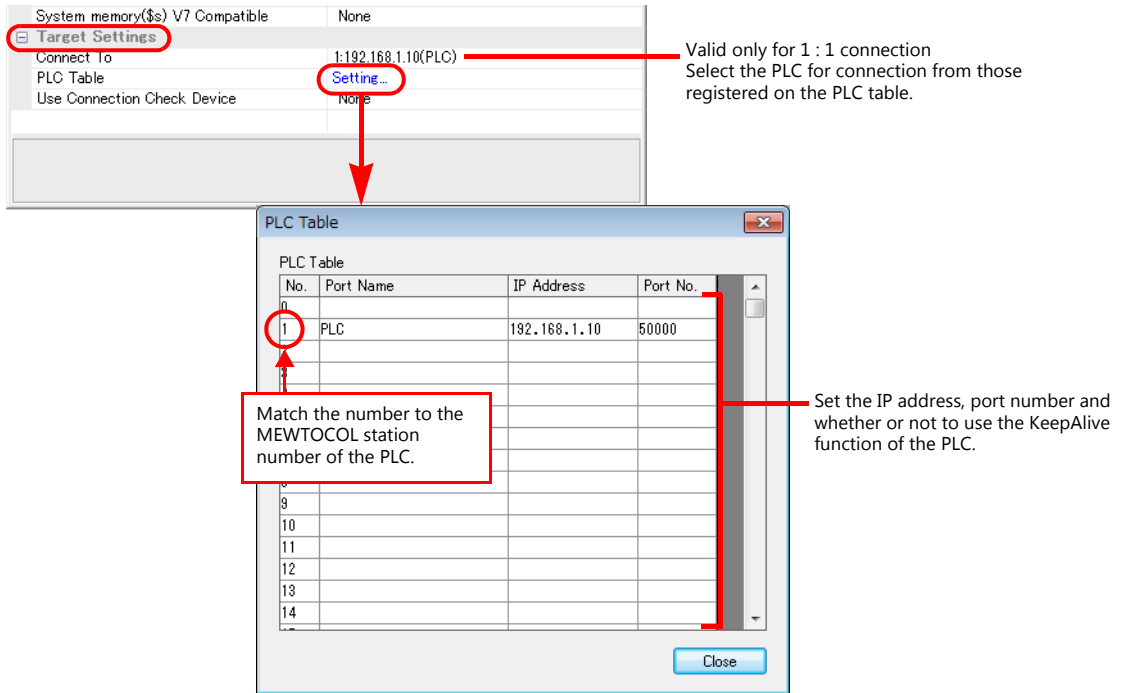 System memory($s) V7 Compatible None
Target Settings
Connect To 1:192.168.1.10(PLC)
PLC Table Setting...
Use Connection Check Device None
Valid only for 1 : 1 connection
Select the PLC for connection from those
registered on the PLC table.
PLC Table
PLC Table
No. Port Name IP Address Port No.
0
1 PLC 192.168.1.10 50000
3
Match the number to the
MEWTOCOL station
number of the PLC.
Set the IP address, port number and
whether or not to use the KeepAlive
function of the PLC.
9
10
11
12
13
14
Close